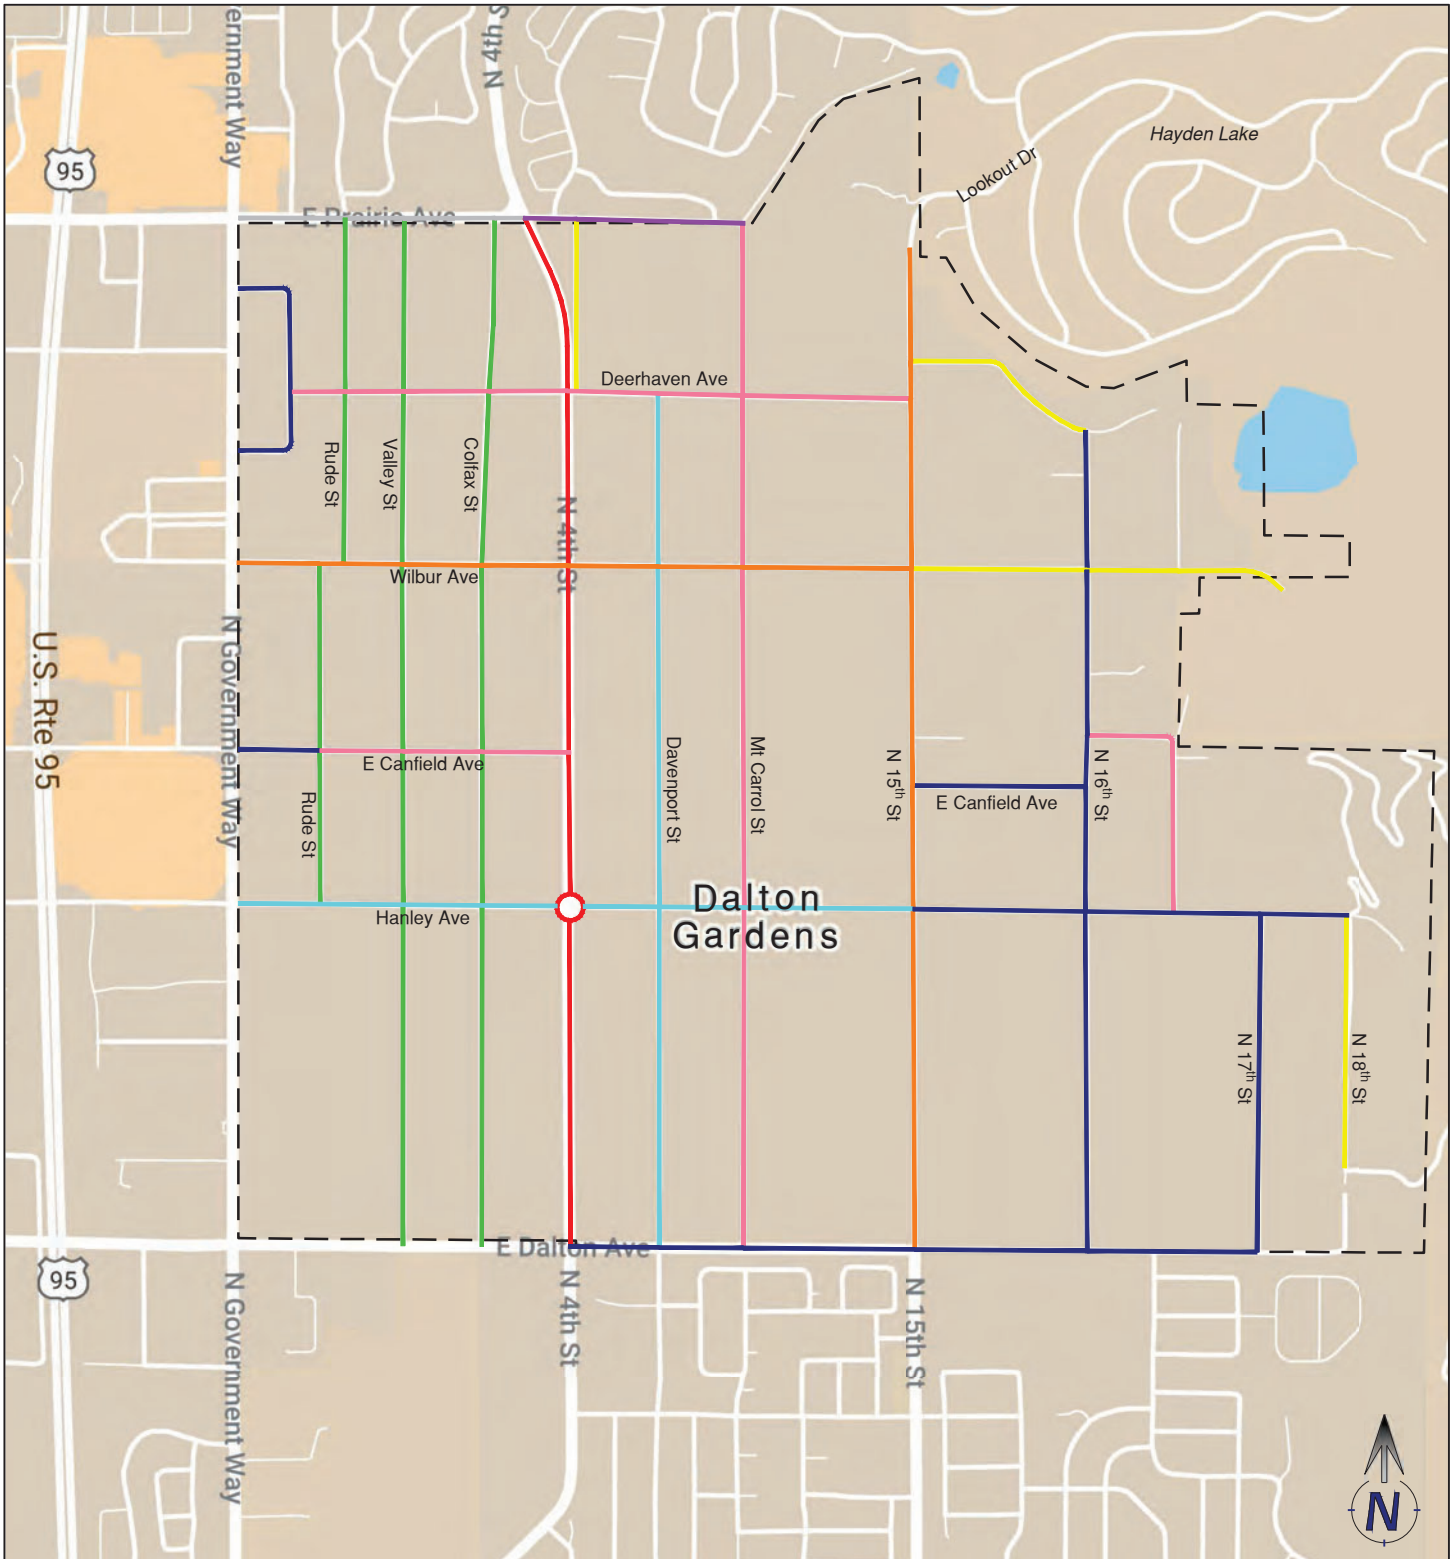 ernment Way
N 4th S
95
Hayden Lake
Lookout Dr
E Prairie Ave
Deerhaven Ave
Rude St
Valley St
Colfax St
N 4th St
Wilbur Ave
U.S. Rte 95
N Government Way
E Canfield Ave
Davenport St
Mt Carrol St
N 15th St
N 16th St
E Canfield Ave
Rude St
Dalton
Gardens
Hanley Ave
N 17th St
N 18th St
E Dalton Ave
95
N Government Way
N 4th St
N 15th St
N